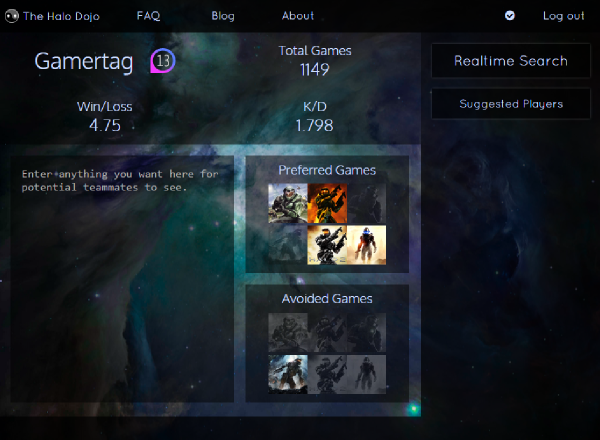 The Halo Dojo
FAQ
Blog
About
Log out
Gamertag 13
Total Games
1149
Win/Loss
4.75
K/D
1.798
Realtime Search
Suggested Players
Enter anything you want here for
potential teammates to see.
Preferred Games
Avoided Games